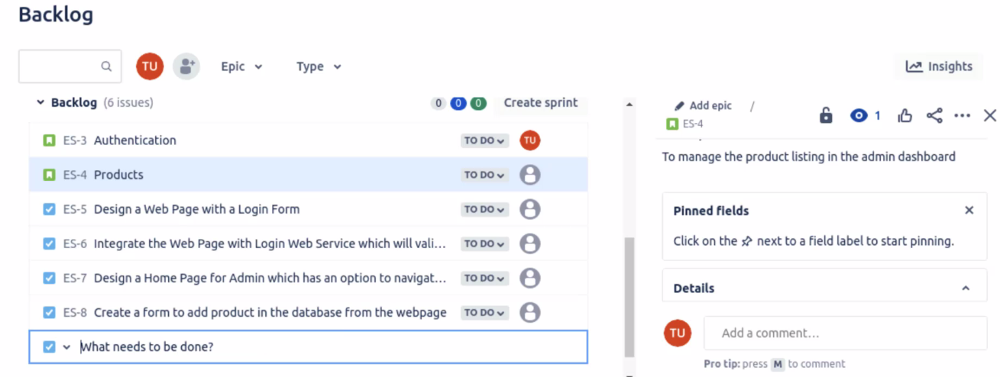 Backlog
TU Epic Type Insights
Backlog (6 issues) 0 0 0 Create sprint
ES-3 Authentication TO DO TU
ES-4 Products TO DO
ES-5 Design a Web Page with a Login Form TO DO
ES-6 Integrate the Web Page with Login Web Service which will vali... TO DO
ES-7 Design a Home Page for Admin which has an option to navigat... TO DO
ES-8 Create a form to add product in the database from the webpage TO DO
What needs to be done?
Add epic /
ES-4
1
To manage the product listing in the admin dashboard
Pinned fields
Click on the next to a field label to start pinning.
Details
TU Add a comment...
Pro tip: press M to comment